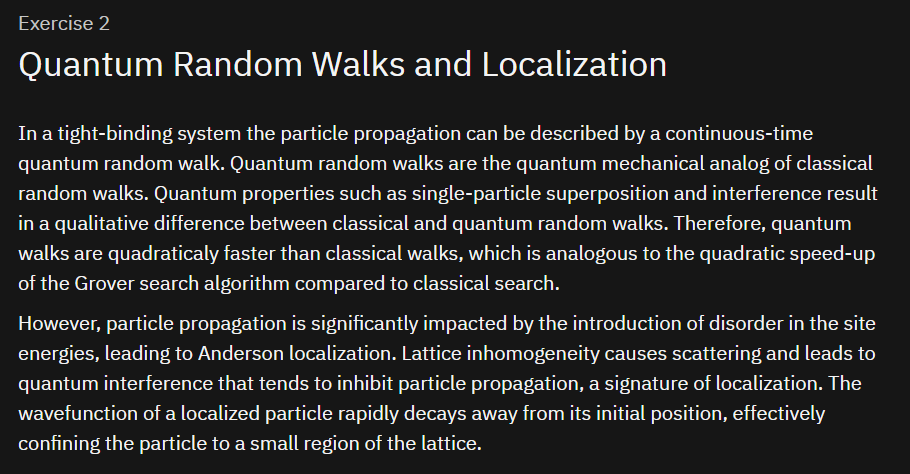 Exercise 2
Quantum Random Walks and Localization
In a tight-binding system the particle propagation can be described by a continuous-time
quantum random walk. Quantum random walks are the quantum mechanical analog of classical
random walks. Quantum properties such as single-particle superposition and interference result
in a qualitative difference between classical and quantum random walks. Therefore, quantum
walks are quadraticaly faster than classical walks, which is analogous to the quadratic speed-up
of the Grover search algorithm compared to classical search.
However, particle propagation is significantly impacted by the introduction of disorder in the site
energies, leading to Anderson localization. Lattice inhomogeneity causes scattering and leads to
quantum interference that tends to inhibit particle propagation, a signature of localization. The
wavefunction of a localized particle rapidly decays away from its initial position, effectively
confining the particle to a small region of the lattice.